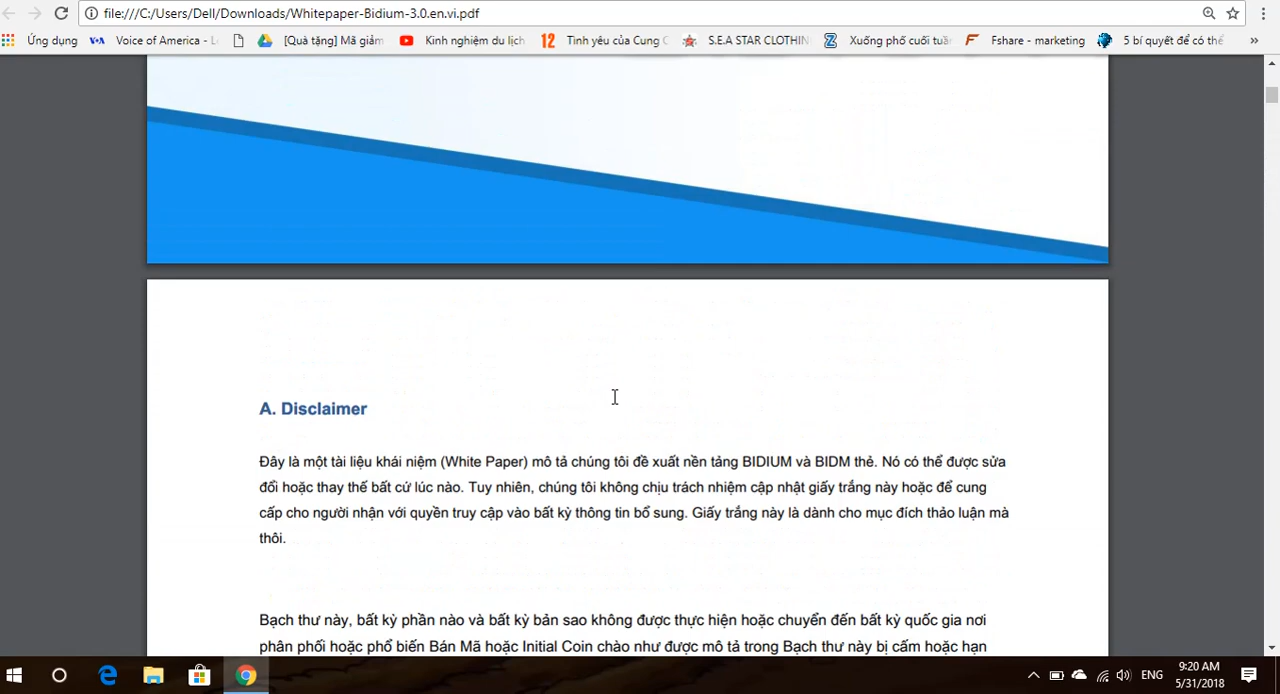 file:///C:/Users/Dell/Downloads/Whitepaper-Bidium-3.0.en.vi.pdf
Ứng dụng VOA Voice of America - L [Quà tặng] Mã giảm Kinh nghiệm du lịch 12 Tình yêu của Cung C S.E.A STAR CLOTHIN Z Xuống phố cuối tuần F Fshare - marketing 5 bí quyết để có thể »
A. Disclaimer
Đây là một tài liệu khái niệm (White Paper) mô tả chúng tôi đề xuất nền tảng BIDIUM và BIDM thẻ. Nó có thể được sửa
đổi hoặc thay thế bất cứ lúc nào. Tuy nhiên, chúng tôi không chịu trách nhiệm cập nhật giấy trắng này hoặc để cung
cấp cho người nhận với quyền truy cập vào bất kỳ thông tin bổ sung. Giấy trắng này là dành cho mục đích thảo luận mà
thôi.
Bạch thư này, bất kỳ phần nào và bất kỳ bản sao không được thực hiện hoặc chuyển đến bất kỳ quốc gia nơi
phân phối hoặc phổ biến Bán Mã hoặc Initial Coin chào như được mô tả trong Bạch thư này bị cấm hoặc hạn
ENG
9:20 AM
5/31/2018